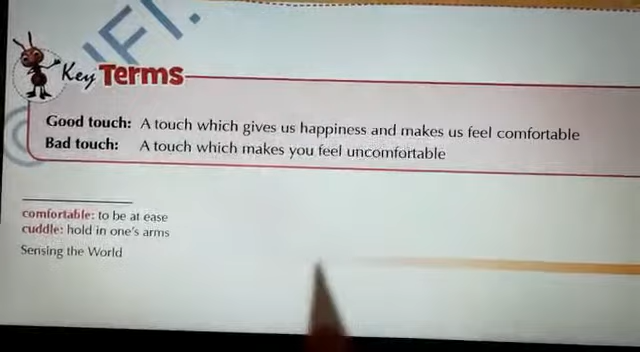 IFI.
Key Terms
Good touch: A touch which gives us happiness and makes us feel comfortable
Bad touch: A touch which makes you feel uncomfortable
comfortable: to be at ease
cuddle: hold in one's arms
Sensing the World